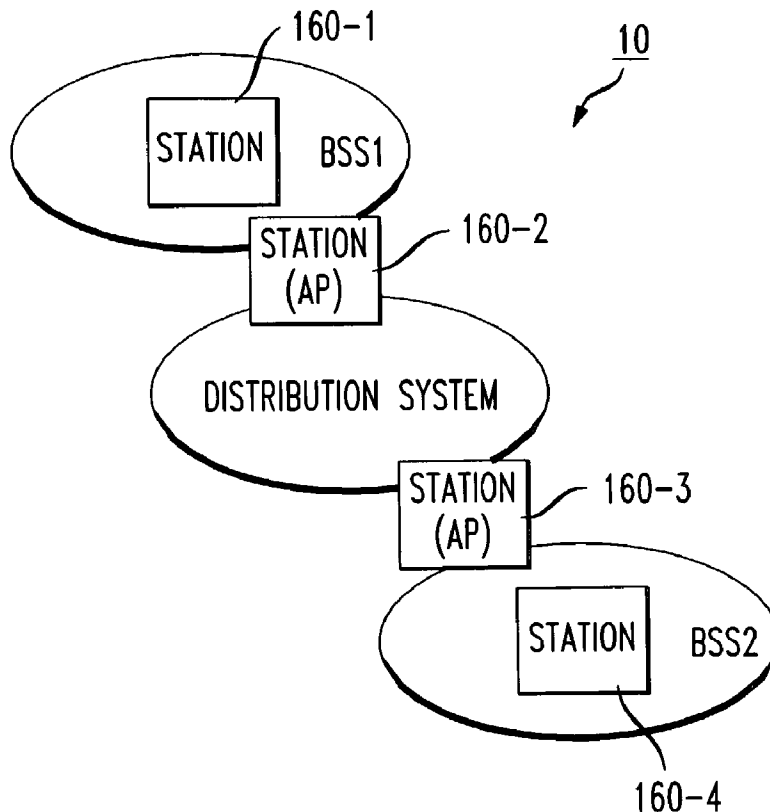 160-1
10
STATION
BSS1
STATION
(AP)
160-2
DISTRIBUTION SYSTEM
STATION
(AP)
160-3
STATION
BSS2
160-4